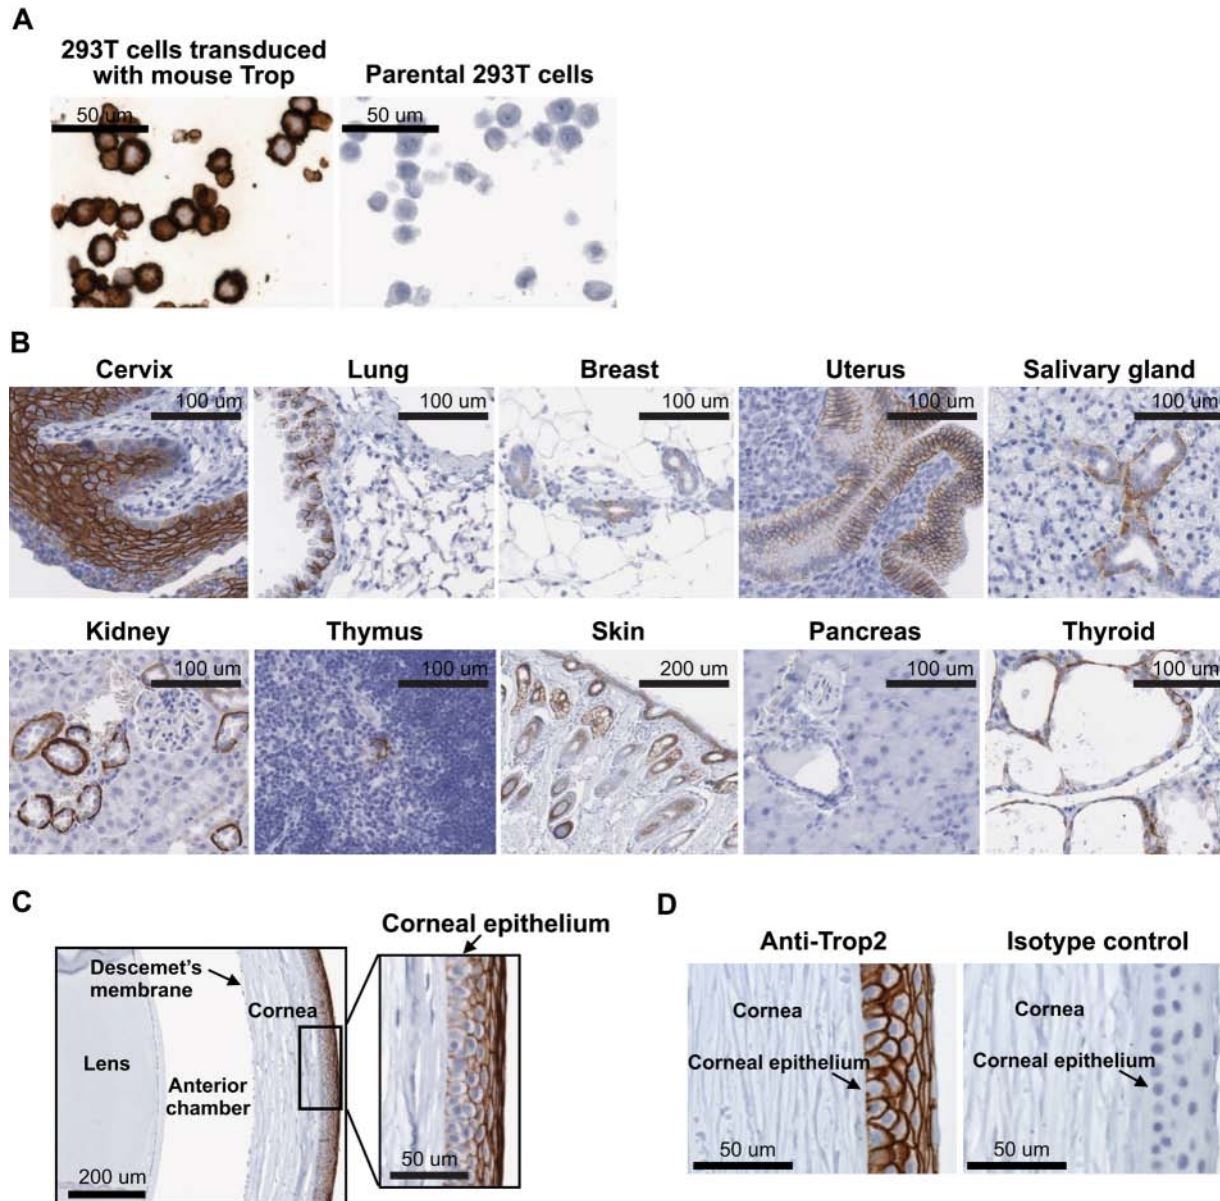 A
293T cells transduced
with mouse Trop
Parental 293T cells
50 um
50 um
B
Cervix
Lung
Breast
Uterus
Salivary gland
100 um
100 um
100 um
100 um
100 um
Kidney
Thymus
Skin
Pancreas
Thyroid
100 um
100 um
200 um
100 um
100 um
C
Corneal epithelium
Descemet's
membrane
Cornea
Lens
Anterior
chamber
200 um
50 um
D
Anti-Trop2
Isotype control
Cornea
Cornea
Corneal epithelium
Corneal epithelium
50 um
50 um